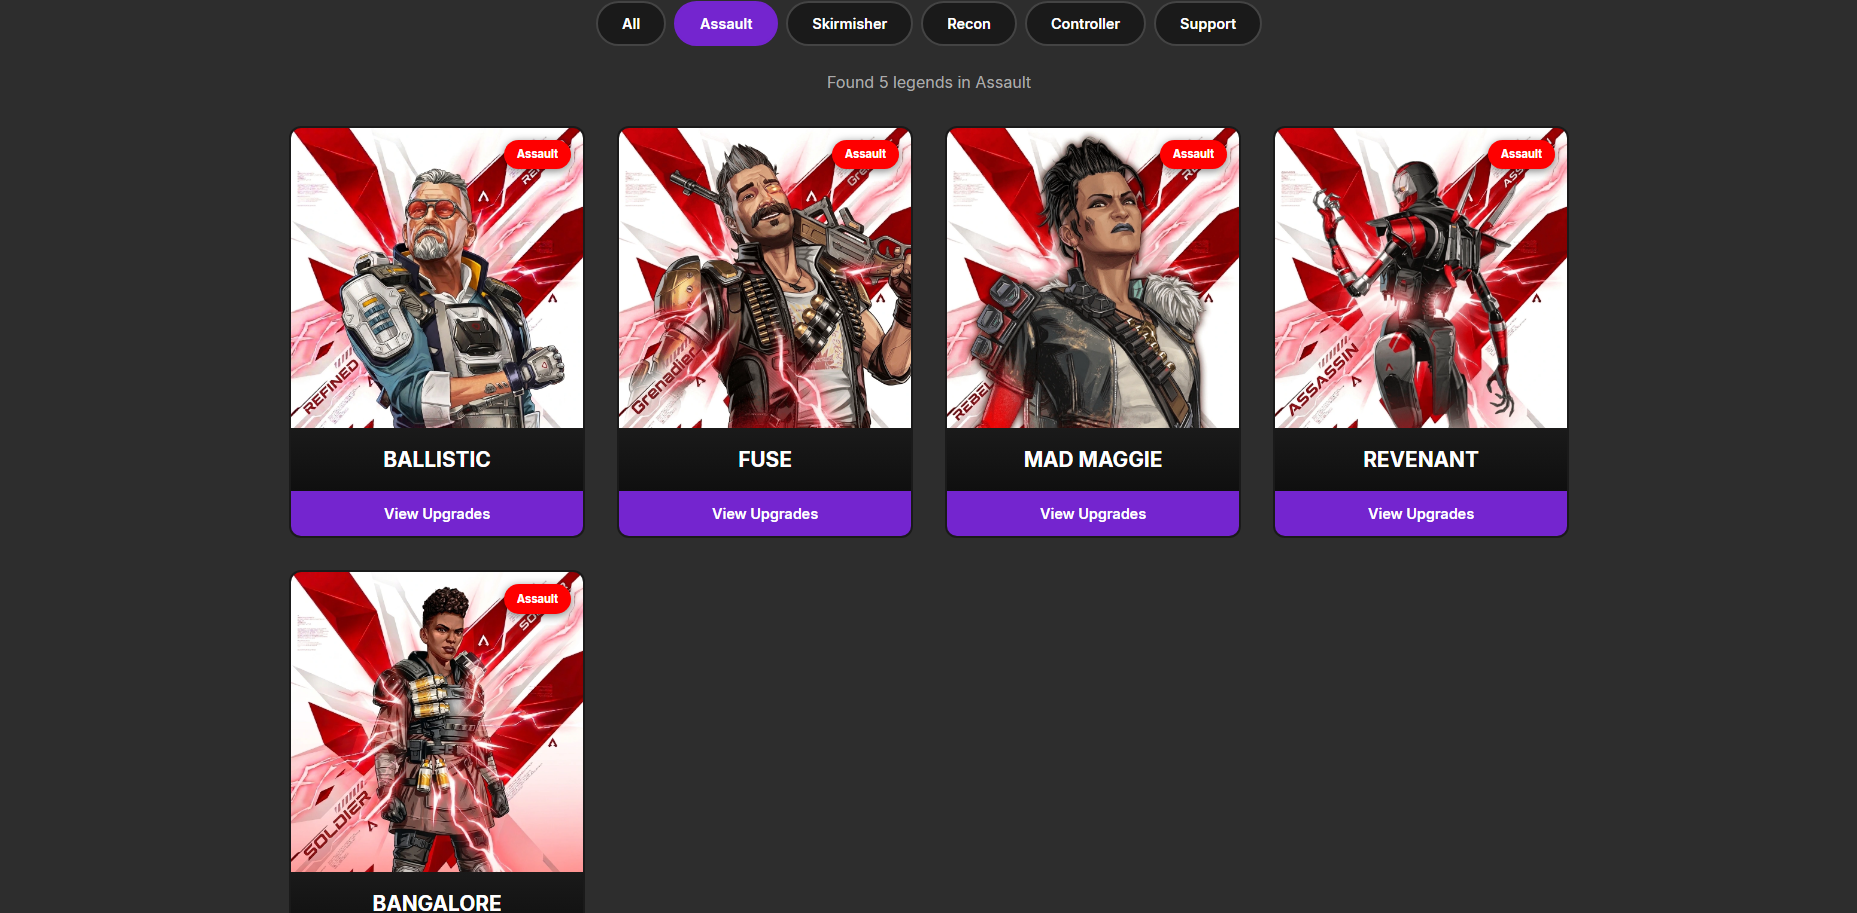 All Assault Skirmisher Recon Controller Support
Found 5 legends in Assault
Assault
REFINED
BALLISTIC
View Upgrades
Assault
Grenadier
FUSE
View Upgrades
Assault
REBEL
MAD MAGGIE
View Upgrades
Assault
ASSASSIN
REVENANT
View Upgrades
Assault
SOLDIER
BANGALORE